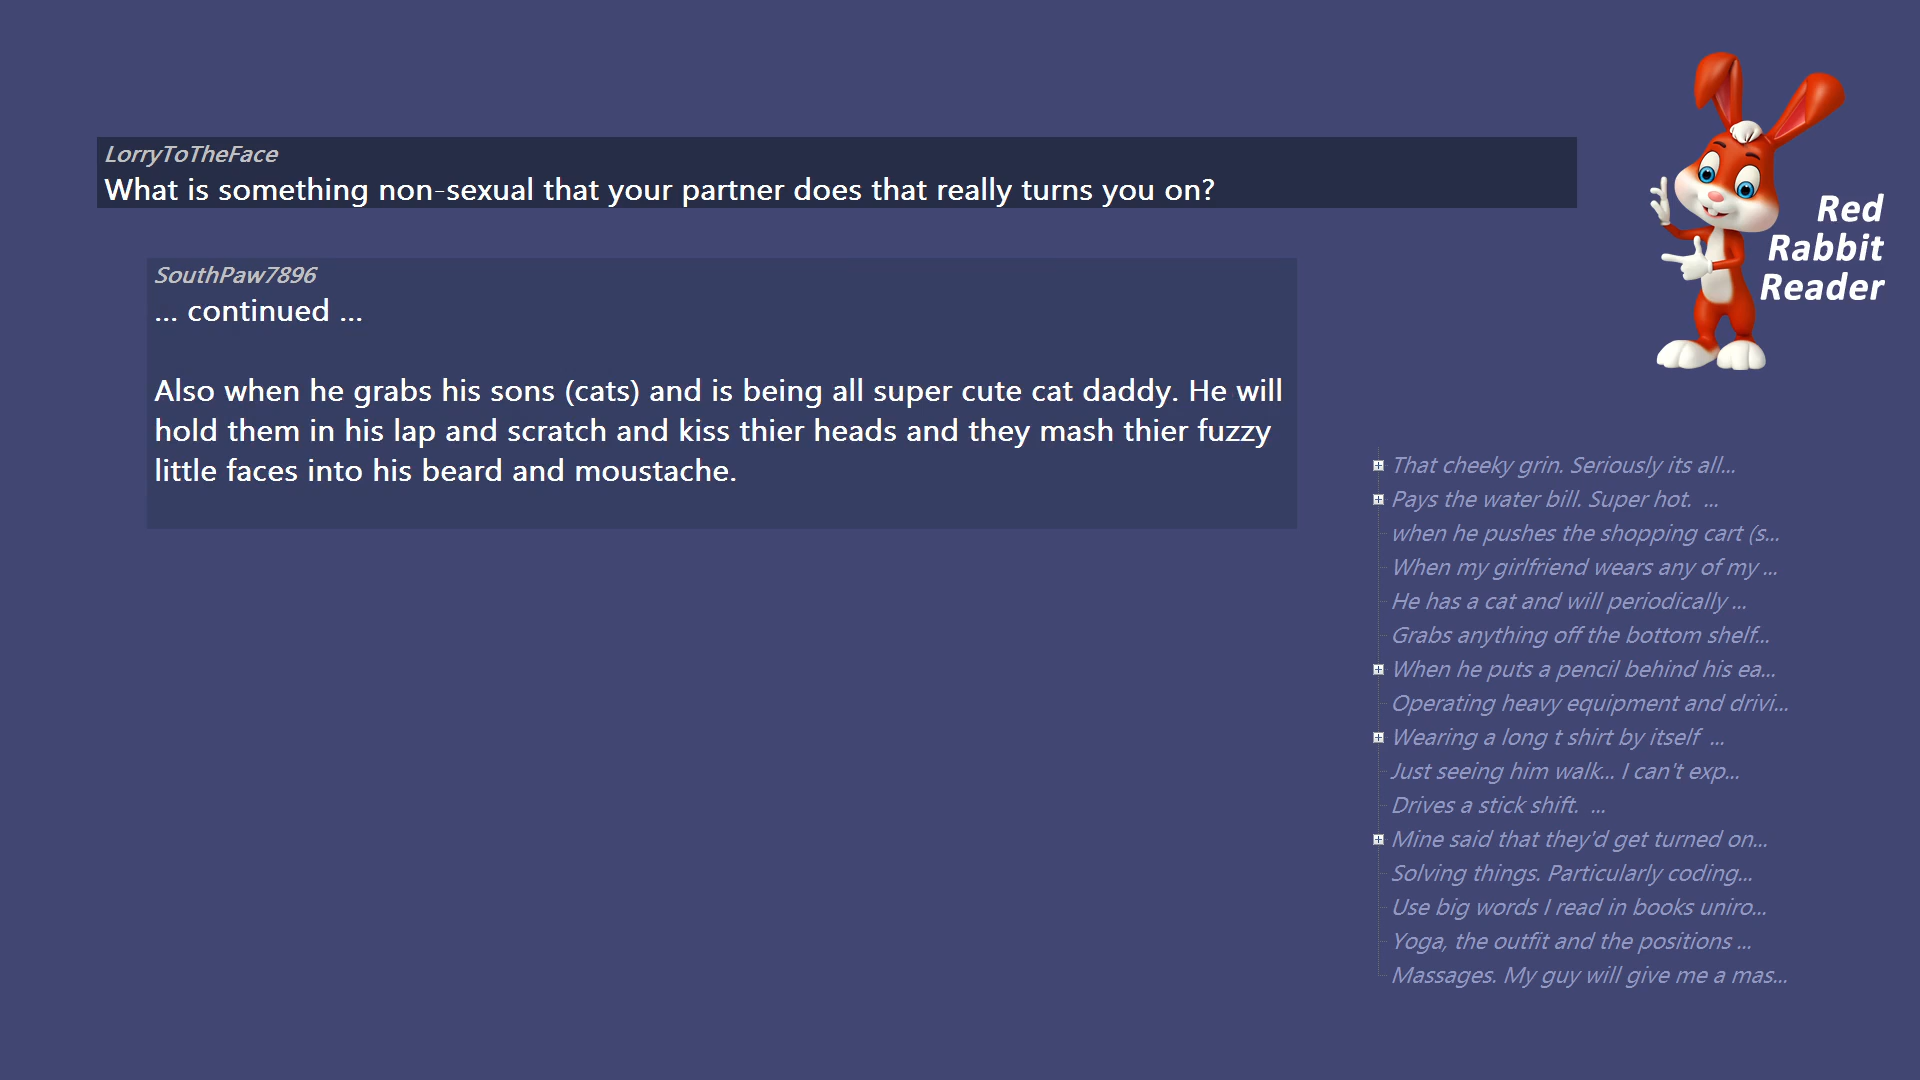 LorryToTheFace
What is something non-sexual that your partner does that really turns you on?
SouthPaw7896
... continued ...
Also when he grabs his sons (cats) and is being all super cute cat daddy. He will
hold them in his lap and scratch and kiss thier heads and they mash thier fuzzy
little faces into his beard and moustache.
Red
Rabbit
Reader
That cheeky grin. Seriously its all...
Pays the water bill. Super hot.  ...
when he pushes the shopping cart (s...
When my girlfriend wears any of my ...
He has a cat and will periodically ...
Grabs anything off the bottom shelf...
When he puts a pencil behind his ea...
Operating heavy equipment and drivi...
Wearing a long t shirt by itself  ...
Just seeing him walk... I can't exp...
Drives a stick shift.  ...
Mine said that they'd get turned on...
Solving things. Particularly coding...
Use big words I read in books uniro...
Yoga, the outfit and the positions ...
Massages. My guy will give me a mas...